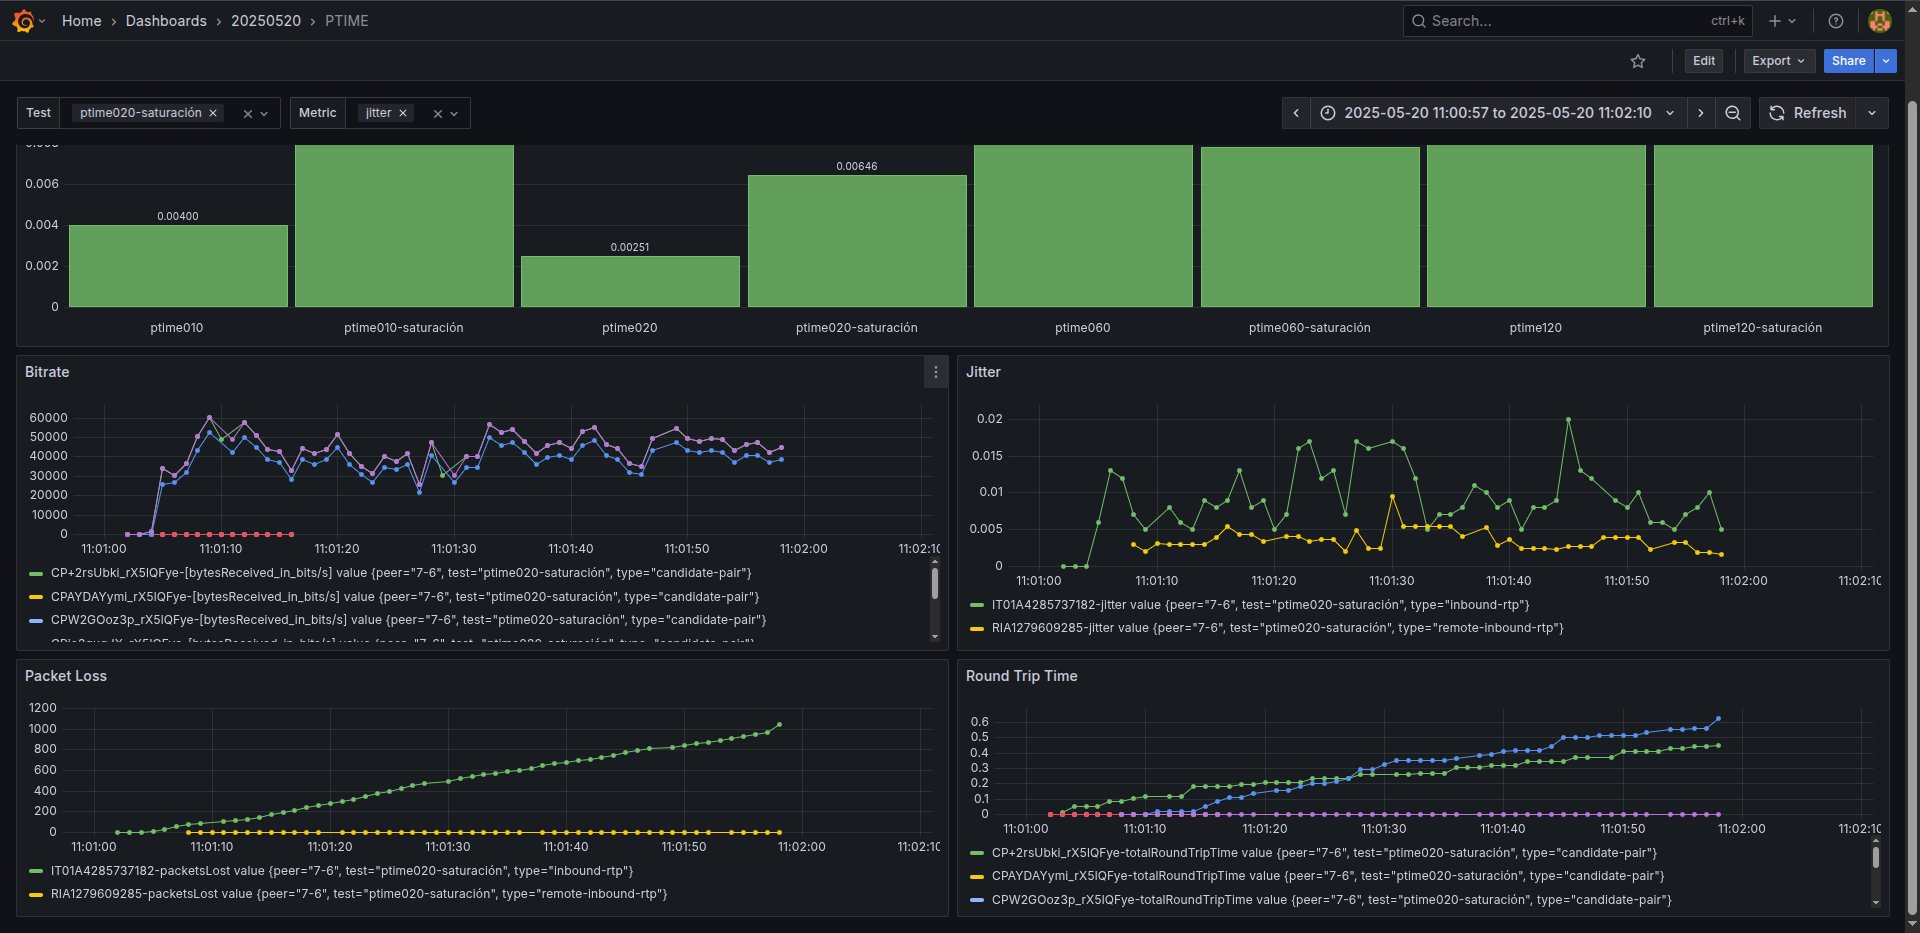 Home › Dashboards › 20250520 › PTIME
Search... ctrl+k
Edit Export Share
Test ptime020-saturación Metric jitter
2025-05-20 11:00:57 to 2025-05-20 11:02:10 Refresh
0.008
0.006
0.004
0.002
0
0.00400
0.00251
0.00646
ptime010 ptime010-saturación ptime020 ptime020-saturación ptime060 ptime060-saturación ptime120 ptime120-saturación
Bitrate
60000
50000
40000
30000
20000
10000
0
11:01:00 11:01:10 11:01:20 11:01:30 11:01:40 11:01:50 11:02:00 11:02:10
CP+2rsUbki_rX5IQFye-[bytesReceived_in_bits/s] value {peer="7-6", test="ptime020-saturación", type="candidate-pair"}
CPAYDAYymi_rX5IQFye-[bytesReceived_in_bits/s] value {peer="7-6", test="ptime020-saturación", type="candidate-pair"}
CPW2GOoz3p_rX5IQFye-[bytesReceived_in_bits/s] value {peer="7-6", test="ptime020-saturación", type="candidate-pair"}
Jitter
0.02
0.015
0.01
0.005
0
11:01:00 11:01:10 11:01:20 11:01:30 11:01:40 11:01:50 11:02:00 11:02:10
IT01A4285737182-jitter value {peer="7-6", test="ptime020-saturación", type="inbound-rtp"}
RIA1279609285-jitter value {peer="7-6", test="ptime020-saturación", type="remote-inbound-rtp"}
Packet Loss
1200
1000
800
600
400
200
0
11:01:00 11:01:10 11:01:20 11:01:30 11:01:40 11:01:50 11:02:00 11:02:10
IT01A4285737182-packetsLost value {peer="7-6", test="ptime020-saturación", type="inbound-rtp"}
RIA1279609285-packetsLost value {peer="7-6", test="ptime020-saturación", type="remote-inbound-rtp"}
Round Trip Time
0.6
0.5
0.4
0.3
0.2
0.1
0
11:01:00 11:01:10 11:01:20 11:01:30 11:01:40 11:01:50 11:02:00 11:02:10
CP+2rsUbki_rX5IQFye-totalRoundTripTime value {peer="7-6", test="ptime020-saturación", type="candidate-pair"}
CPAYDAYymi_rX5IQFye-totalRoundTripTime value {peer="7-6", test="ptime020-saturación", type="candidate-pair"}
CPW2GOoz3p_rX5IQFye-totalRoundTripTime value {peer="7-6", test="ptime020-saturación", type="candidate-pair"}